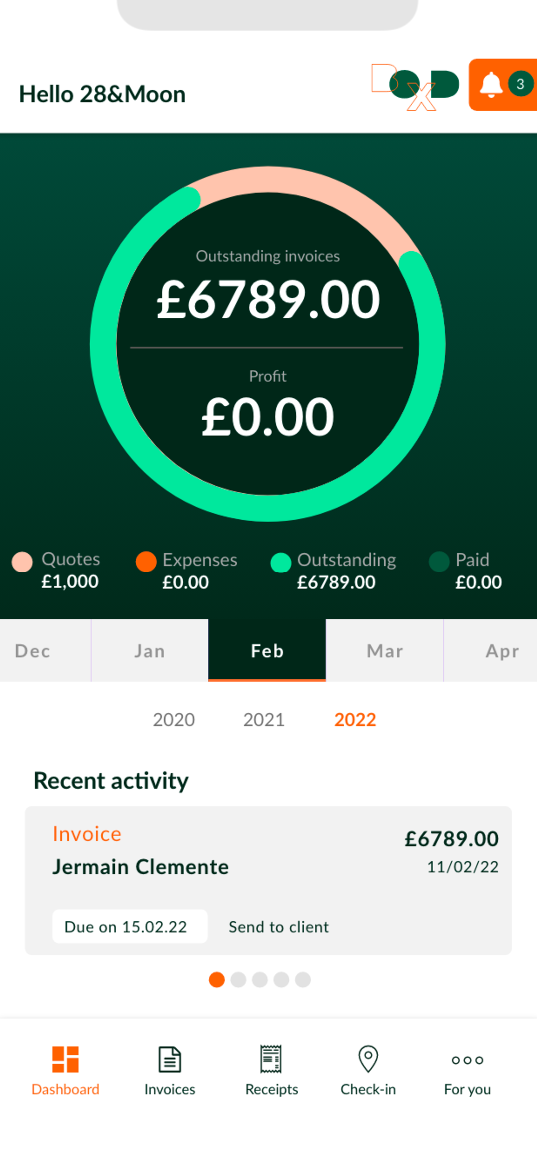 Hello 28&Moon
DXD
3
Outstanding invoices
£6789.00
Profit
£0.00
Quotes
£1,000
Expenses
£0.00
Outstanding
£6789.00
Paid
£0.00
Dec Jan Feb Mar Apr
2020 2021 2022
Recent activity
Invoice
£6789.00
Jermain Clemente
11/02/22
Due on 15.02.22 Send to client
Dashboard Invoices Receipts Check-in For you